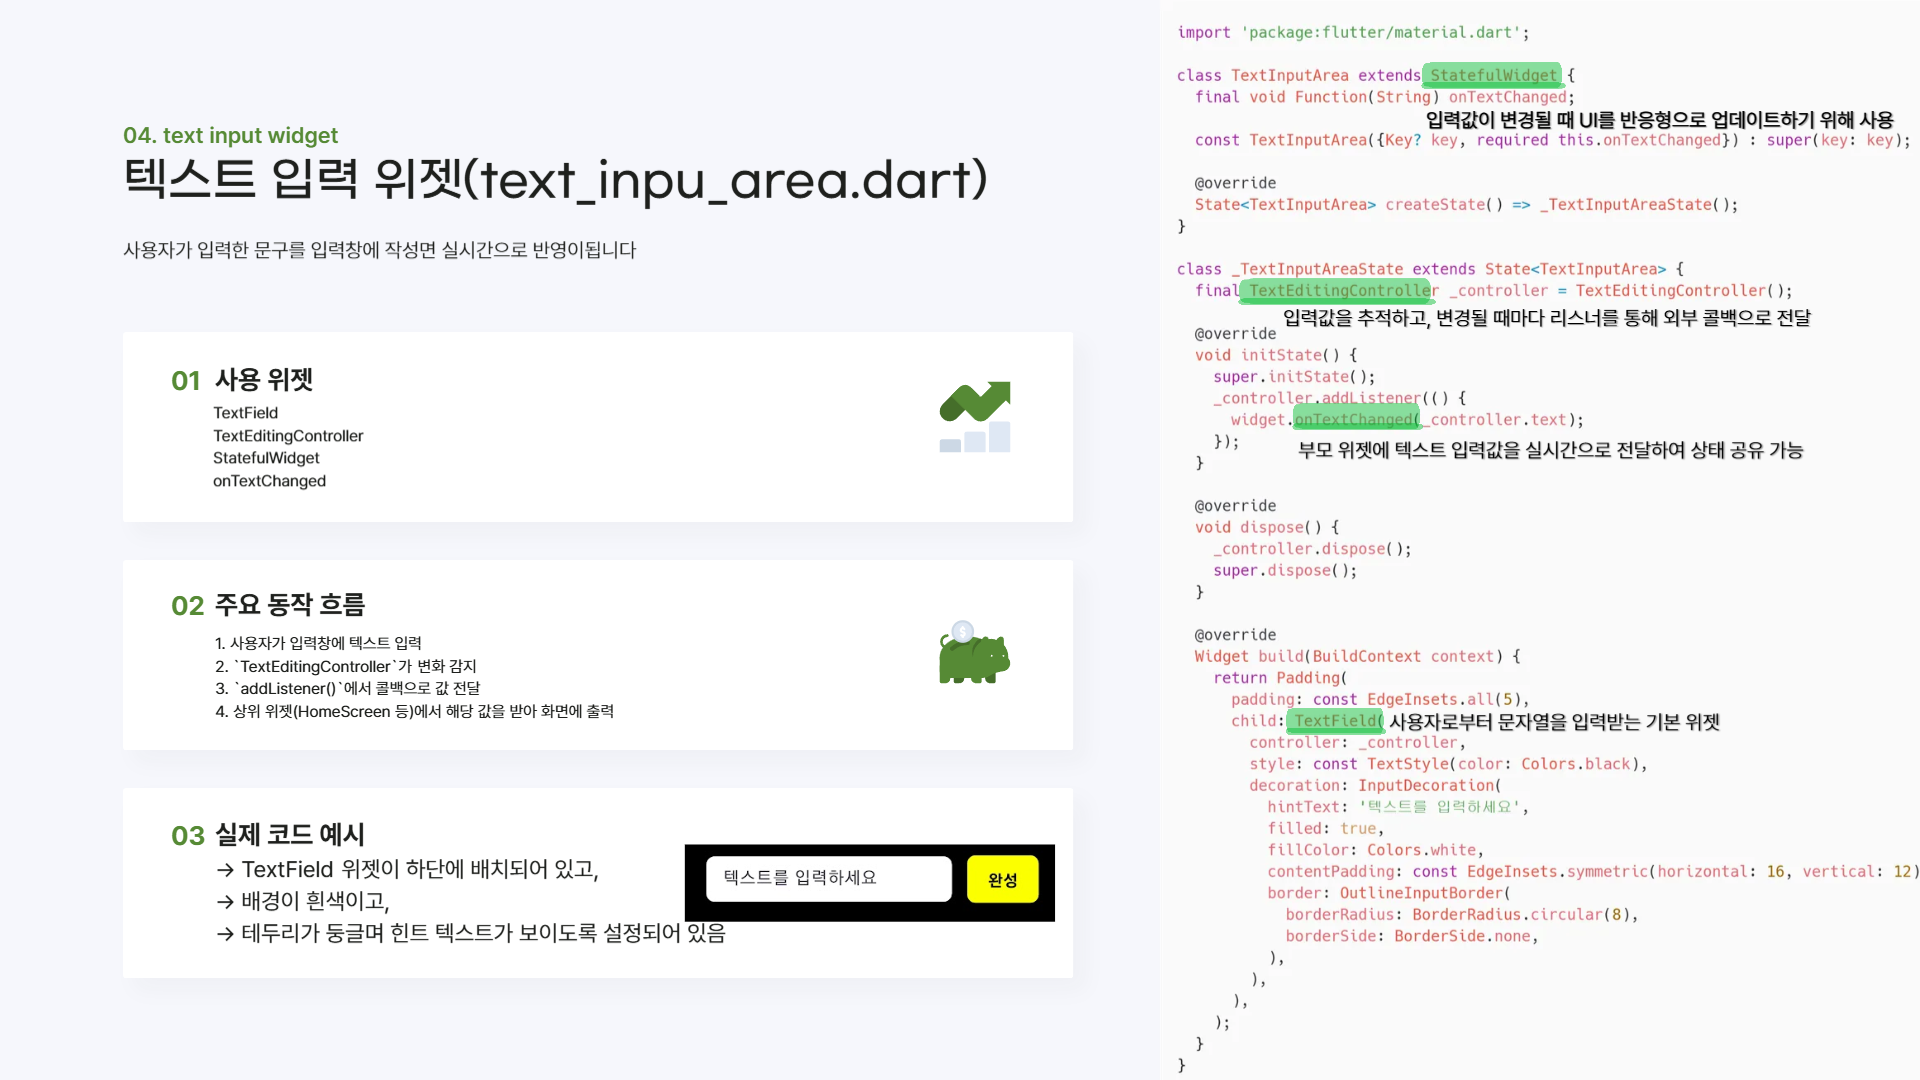 04. text input widget
텍스트 입력 위젯(text_inpu_area.dart)
사용자가 입력한 문구를 입력창에 작성면 실시간으로 반영이됩니다
01 사용 위젯
TextField
TextEditingController
StatefulWidget
onTextChanged
02 주요 동작 흐름
1. 사용자가 입력창에 텍스트 입력
2. `TextEditingController`가 변화 감지
3. `addListener()`에서 콜백으로 값 전달
4. 상위 위젯(HomeScreen 등)에서 해당 값을 받아 화면에 출력
$
03 실제 코드 예시
→ TextField 위젯이 하단에 배치되어 있고,
→ 배경이 흰색이고,
→ 테두리가 둥글며 힌트 텍스트가 보이도록 설정되어 있음
텍스트를 입력하세요
완성
import 'package:flutter/material.dart';
class TextInputArea extends StatefulWidget {
  final void Function(String) onTextChanged;
입력값이 변경될 때 UI를 반응형으로 업데이트하기 위해 사용
  const TextInputArea({Key? key, required this.onTextChanged}) : super(key: key);
  @override
  State<TextInputArea> createState() => _TextInputAreaState();
}
class _TextInputAreaState extends State<TextInputArea> {
  final TextEditingController _controller = TextEditingController();
입력값을 추적하고, 변경될 때마다 리스너를 통해 외부 콜백으로 전달
  @override
  void initState() {
    super.initState();
    _controller.addListener(() {
      widget.onTextChanged(_controller.text);
    });
부모 위젯에 텍스트 입력값을 실시간으로 전달하여 상태 공유 가능
  }
  @override
  void dispose() {
    _controller.dispose();
    super.dispose();
  }
  @override
  Widget build(BuildContext context) {
    return Padding(
      padding: const EdgeInsets.all(5),
      child: TextField( 사용자로부터 문자열을 입력받는 기본 위젯
        controller: _controller,
        style: const TextStyle(color: Colors.black),
        decoration: InputDecoration(
          hintText: '텍스트를 입력하세요',
          filled: true,
          fillColor: Colors.white,
          contentPadding: const EdgeInsets.symmetric(horizontal: 16, vertical: 12)
          border: OutlineInputBorder(
            borderRadius: BorderRadius.circular(8),
            borderSide: BorderSide.none,
          ),
        ),
      ),
    );
  }
}